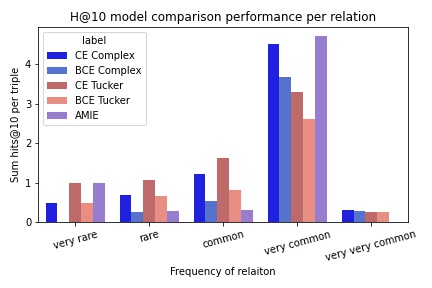 H@10 model comparison performance per relation
label
CE Complex
BCE Complex
CE Tucker
BCE Tucker
AMIE
Sum hits@10 per triple
4
3
2
1
0
very rare
rare
common
very common
very very common
Frequency of relaiton